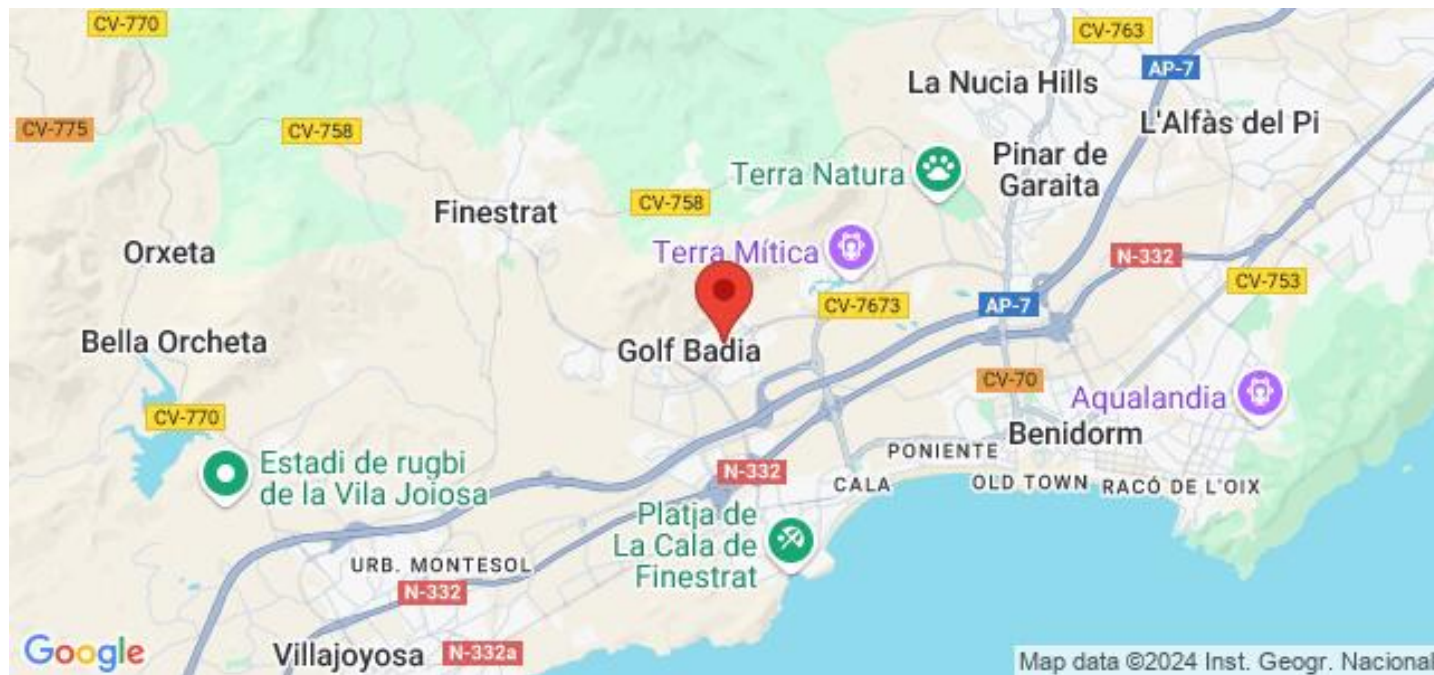 CV-770
CV-763
AP-7
La Nucia Hills
L'Alfàs del Pi
CV-775
CV-758
Pinar de
Garaita
Terra Natura
CV-758
Finestrat
Orxeta
Terra Mítica
N-332
CV-753
CV-7673
AP-7
Bella Orcheta
Golf Badia
CV-70
Aqualandia
CV-770
Benidorm
PONIENTE
Estadi de rugbi
de la Vila Joiosa
N-332
CALA
OLD TOWN
RACÓ DE L'OIX
Platja de
La Cala de
Finestrat
URB. MONTESOL
N-332
Villajoyosa
N-332a
Google
Map data ©2024 Inst. Geogr. Nacional